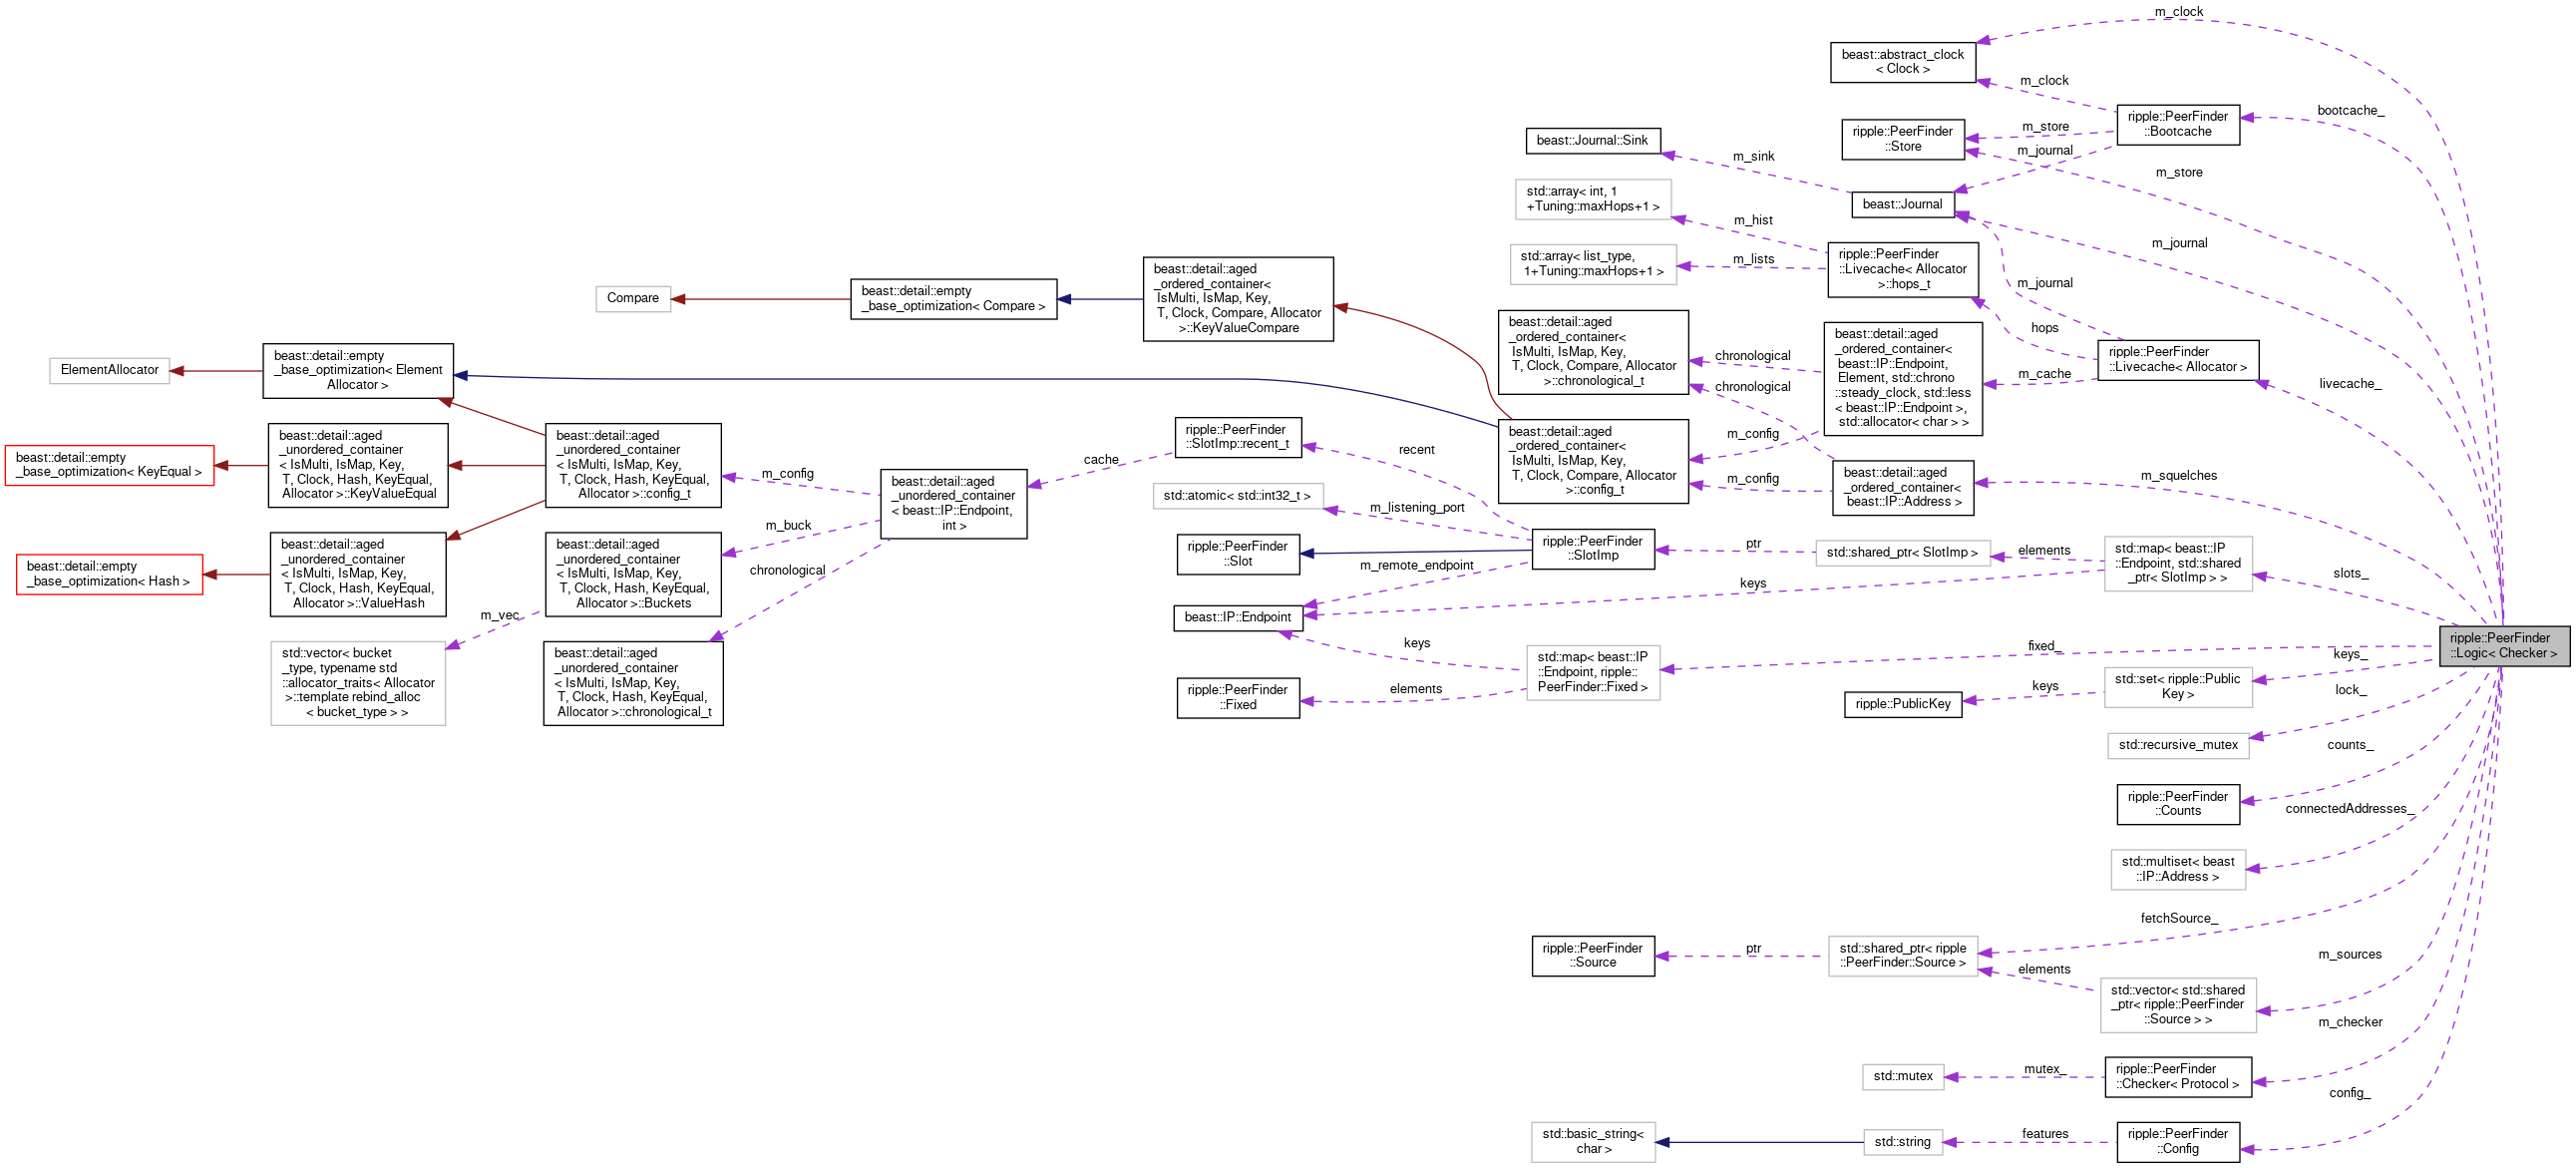 m_clock
beast::abstract_clock
< Clock >
m_clock
bootcache_
ripple::PeerFinder
::Bootcache
m_store
ripple::PeerFinder
::Store
m_journal
m_store
beast::Journal::Sink
m_sink
beast::Journal
m_journal
std::array< int, 1
+Tuning::maxHops+1 >
m_hist
std::array< list_type,
1+Tuning::maxHops+1 >
m_lists
ripple::PeerFinder
::Livecache< Allocator
>::hops_t
m_journal
hops
ripple::PeerFinder
::Livecache< Allocator >
livecache_
m_cache
Compare
beast::detail::empty
_base_optimization< Compare >
beast::detail::aged
_ordered_container<
IsMulti, IsMap, Key,
T, Clock, Compare, Allocator
>::KeyValueCompare
beast::detail::aged
_ordered_container<
IsMulti, IsMap, Key,
T, Clock, Compare, Allocator
>::chronological_t
chronological
chronological
beast::detail::aged
_ordered_container<
beast::IP::Endpoint,
Element, std::chrono
::steady_clock, std::less
< beast::IP::Endpoint >,
std::allocator< char > >
ElementAllocator
beast::detail::empty
_base_optimization< Element
Allocator >
beast::detail::empty
_base_optimization< KeyEqual >
beast::detail::aged
_unordered_container
< IsMulti, IsMap, Key,
T, Clock, Hash, KeyEqual,
Allocator >::KeyValueEqual
beast::detail::aged
_unordered_container
< IsMulti, IsMap, Key,
T, Clock, Hash, KeyEqual,
Allocator >::config_t
m_config
beast::detail::aged
_unordered_container
< beast::IP::Endpoint,
int >
cache
ripple::PeerFinder
::SlotImp::recent_t
recent
beast::detail::aged
_ordered_container<
IsMulti, IsMap, Key,
T, Clock, Compare, Allocator
>::config_t
m_config
m_config
beast::detail::aged
_ordered_container<
beast::IP::Address >
m_squelches
std::atomic< std::int32_t >
m_listening_port
beast::detail::empty
_base_optimization< Hash >
beast::detail::aged
_unordered_container
< IsMulti, IsMap, Key,
T, Clock, Hash, KeyEqual,
Allocator >::ValueHash
beast::detail::aged
_unordered_container
< IsMulti, IsMap, Key,
T, Clock, Hash, KeyEqual,
Allocator >::Buckets
m_buck
chronological
m_vec
std::vector< bucket
_type, typename std
::allocator_traits< Allocator
>::template rebind_alloc
< bucket_type > >
beast::detail::aged
_unordered_container
< IsMulti, IsMap, Key,
T, Clock, Hash, KeyEqual,
Allocator >::chronological_t
ripple::PeerFinder
::Slot
ripple::PeerFinder
::SlotImp
m_remote_endpoint
ptr
std::shared_ptr< SlotImp >
elements
std::map< beast::IP
::Endpoint, std::shared
_ptr< SlotImp > >
slots_
keys
beast::IP::Endpoint
keys
std::map< beast::IP
::Endpoint, ripple::
PeerFinder::Fixed >
fixed_
elements
ripple::PeerFinder
::Fixed
ripple::PeerFinder
::Logic< Checker >
keys_
std::set< ripple::Public
Key >
keys
ripple::PublicKey
lock_
std::recursive_mutex
counts_
ripple::PeerFinder
::Counts
connectedAddresses_
std::multiset< beast
::IP::Address >
fetchSource_
ripple::PeerFinder
::Source
ptr
std::shared_ptr< ripple
::PeerFinder::Source >
elements
m_sources
std::vector< std::shared
_ptr< ripple::PeerFinder
::Source > >
m_checker
std::mutex
mutex_
ripple::PeerFinder
::Checker< Protocol >
config_
std::basic_string<
char >
std::string
features
ripple::PeerFinder
::Config